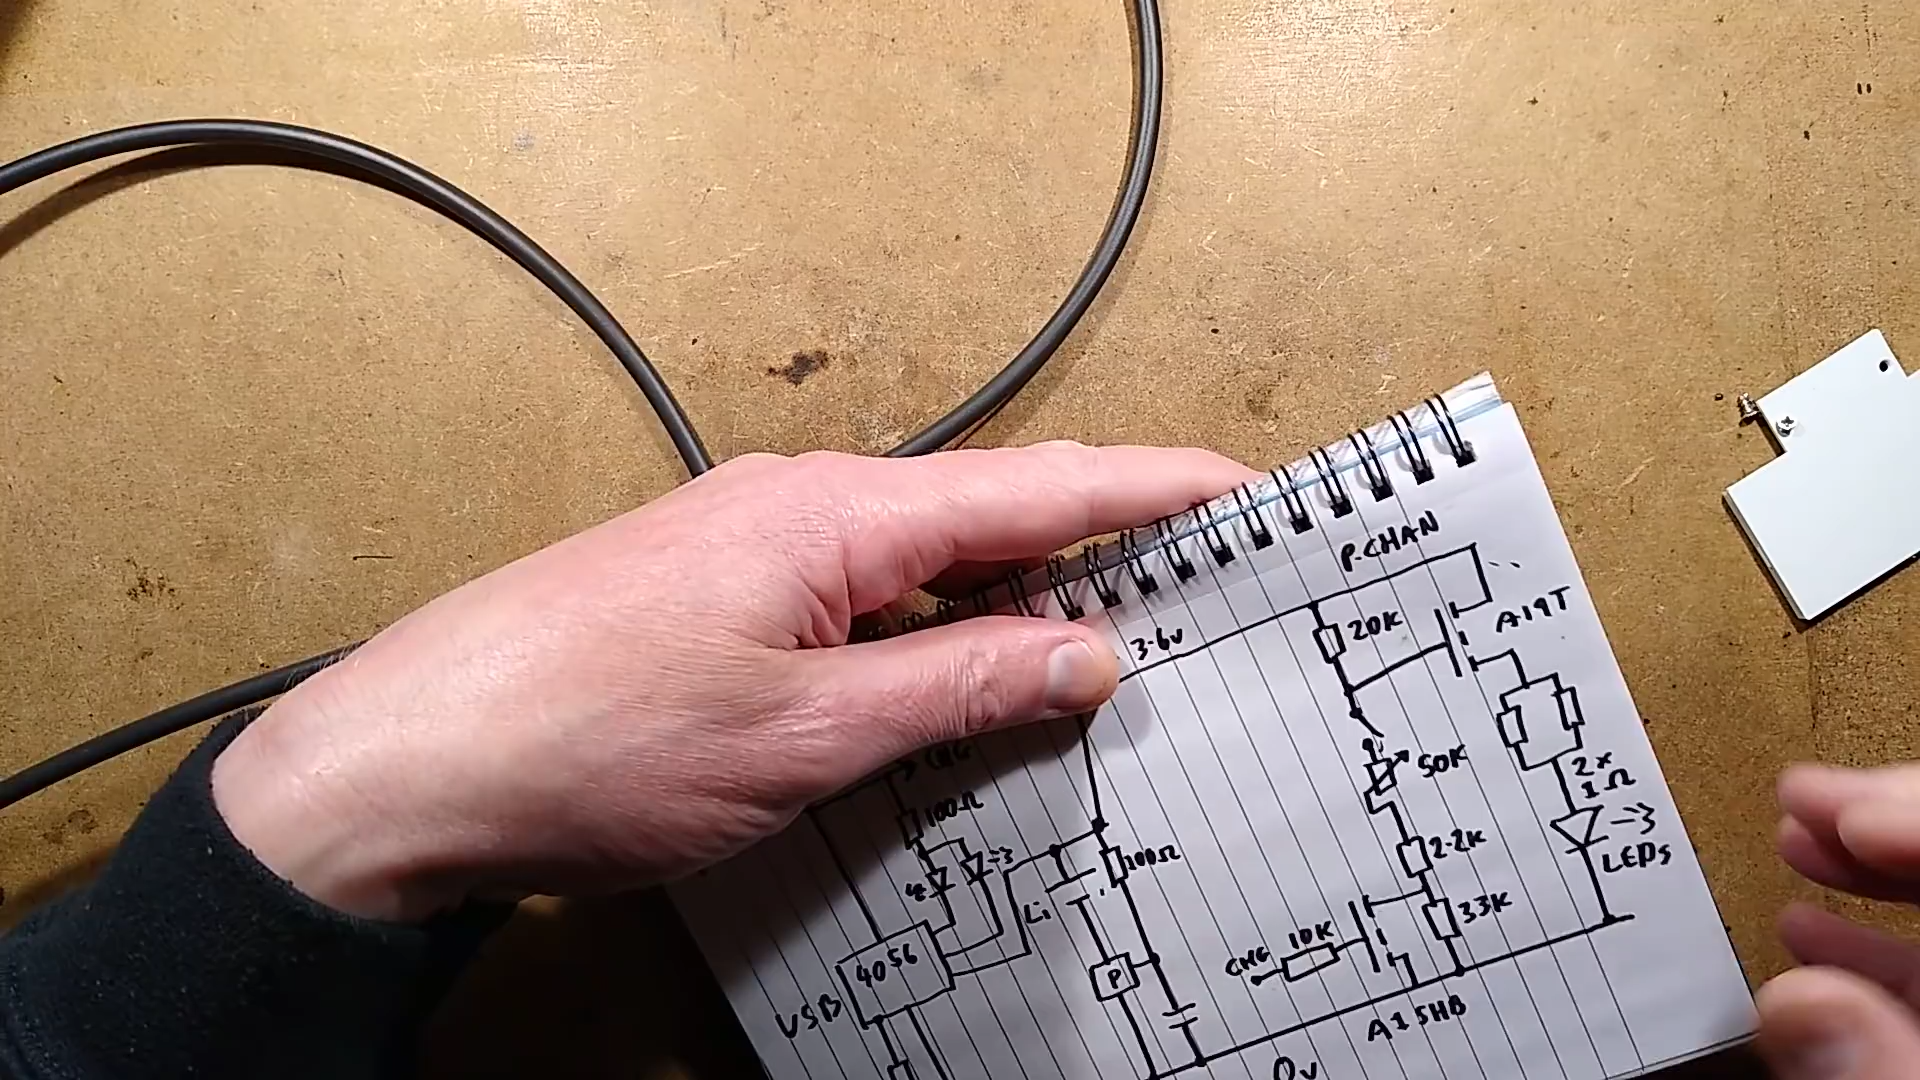 P-CHAN
3·6v
20K
A19T
50K
2x
1Ω
CHG
100Ω
2·2K
LEDs
100Ω
Li
33K
4056
P
CHG
10K
USB
A1SHB
0v